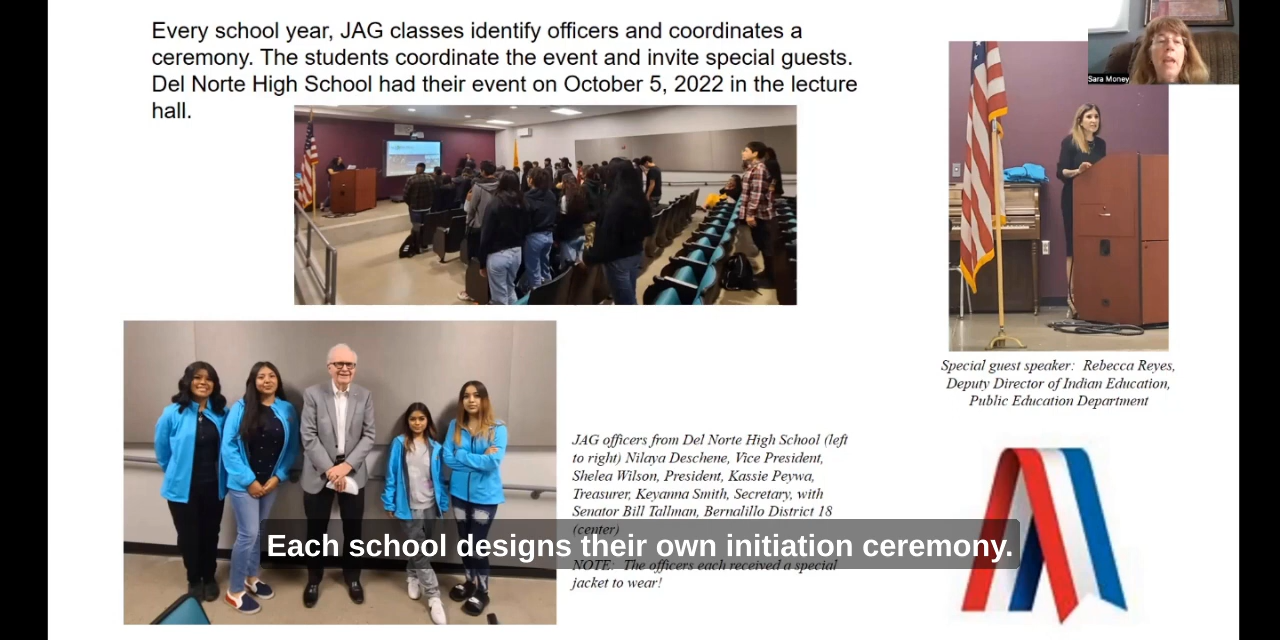 Every school year, JAG classes identify officers and coordinates a
ceremony. The students coordinate the event and invite special guests.
Del Norte High School had their event on October 5, 2022 in the lecture
hall.
Sara Money
Special guest speaker: Rebecca Reyes,
Deputy Director of Indian Education,
Public Education Department
JAG officers from Del Norte High School (left
to right) Nilaya Deschene, Vice President,
Shelea Wilson, President, Kassie Peywa,
Treasurer, Keyanna Smith, Secretary, with
Senator Bill Tallman, Bernalillo District 18
(center)
Each school designs their own initiation ceremony.
NOTE: The officers each received a special
jacket to wear!